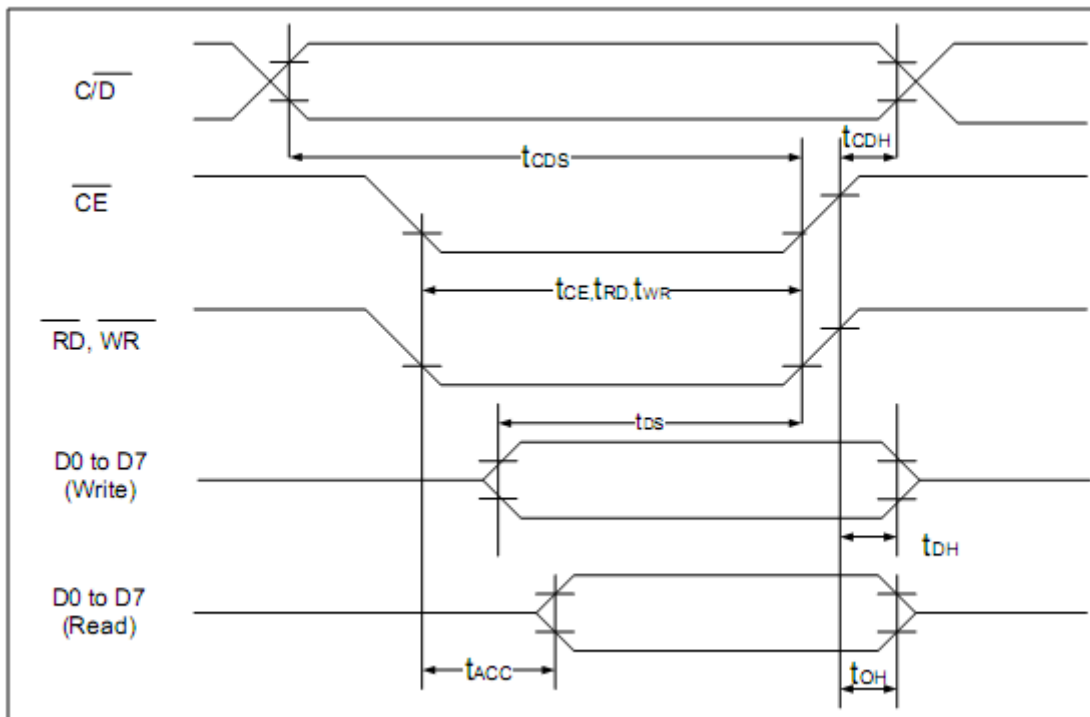 C/D
tCDH
tCDS
CE
tCE,tRD,tWR
RD, WR
tDS
D0 to D7
(Write)
tDH
D0 to D7
(Read)
tACC
tOH